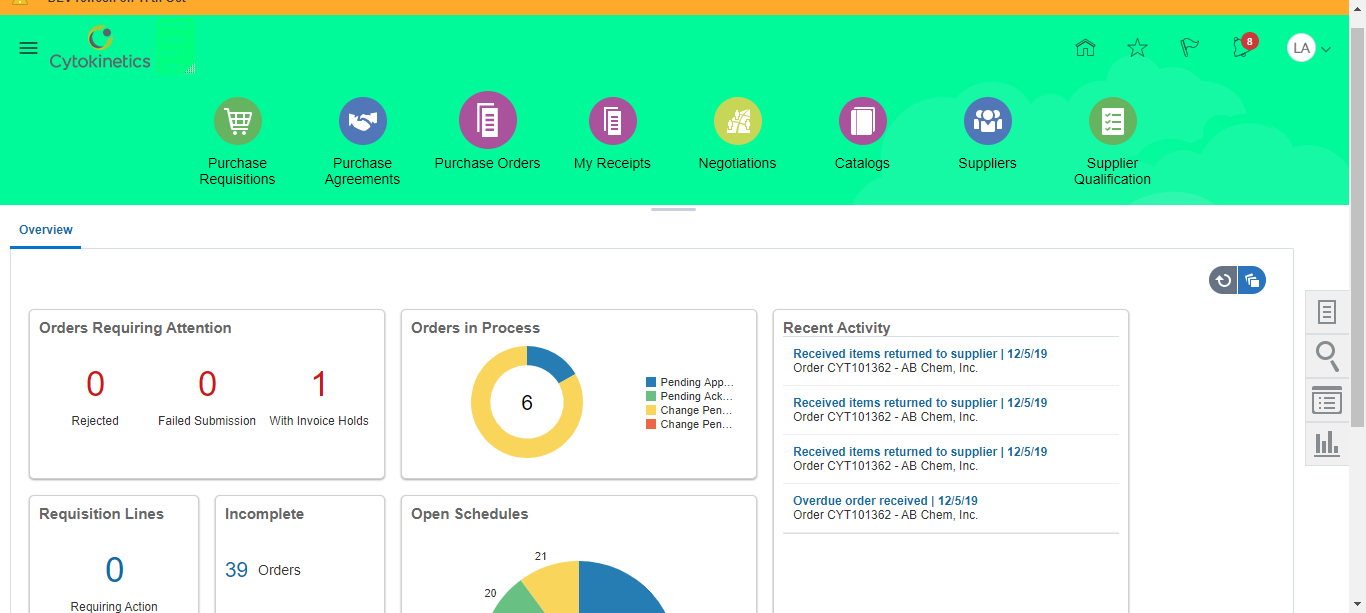 DEV refresh on 17th Oct
Cytokinetics
8
LA
Purchase
Requisitions
Purchase
Agreements
Purchase Orders
My Receipts
Negotiations
Catalogs
Suppliers
Supplier
Qualification
Overview
Orders Requiring Attention
0
Rejected
0
Failed Submission
1
With Invoice Holds
Orders in Process
6
Pending App...
Pending Ack...
Change Pen...
Change Pen...
Recent Activity
Received items returned to supplier | 12/5/19
Order CYT101362 - AB Chem, Inc.
Received items returned to supplier | 12/5/19
Order CYT101362 - AB Chem, Inc.
Received items returned to supplier | 12/5/19
Order CYT101362 - AB Chem, Inc.
Overdue order received | 12/5/19
Order CYT101362 - AB Chem, Inc.
Requisition Lines
0
Requiring Action
Incomplete
39 Orders
Open Schedules
21
20